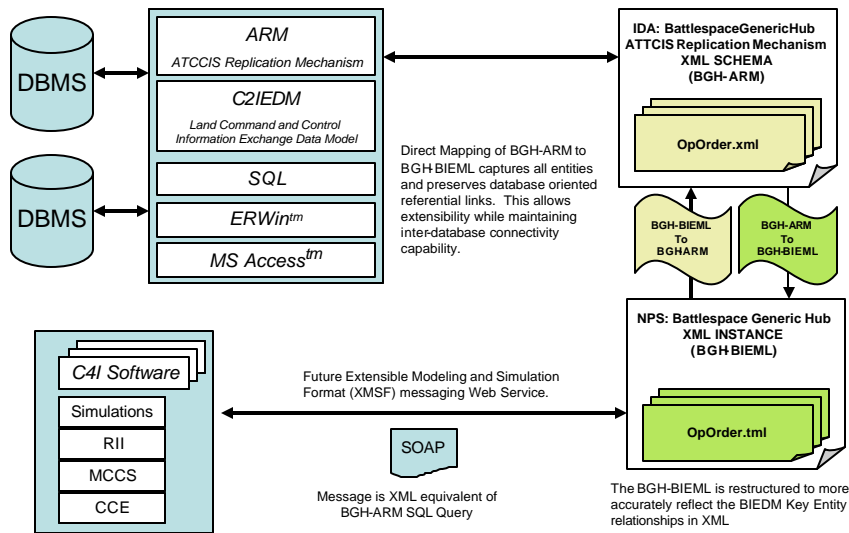 DBMS
DBMS
ARM
ATCCIS Replication Mechanism
C2IEDM
Land Command and Control
Information Exchange Data Model
SQL
ERWin™
MS Access™
Direct Mapping of BGH-ARM to
BGH-BIEML captures all entities
and preserves database oriented
referential links. This allows
extensibility while maintaining
inter-database connectivity
capability.
IDA: BattlespaceGenericHub
ATTCIS Replication Mechanism
XML SCHEMA
(BGH-ARM)
OpOrder.xml
BGH-BIEML
To
BGHARM
BGH-ARM
To
BGH-BIEML
NPS: Battlespace Generic Hub
XML INSTANCE
(BGH-BIEML)
OpOrder.tml
The BGH-BIEML is restructured to more
accurately reflect the BIEDM Key Entity
relationships in XML
C4I Software
Simulations
RII
MCCS
CCE
Future Extensible Modeling and Simulation
Format (XMSF) messaging Web Service.
SOAP
Message is XML equivalent of
BGH-ARM SQL Query